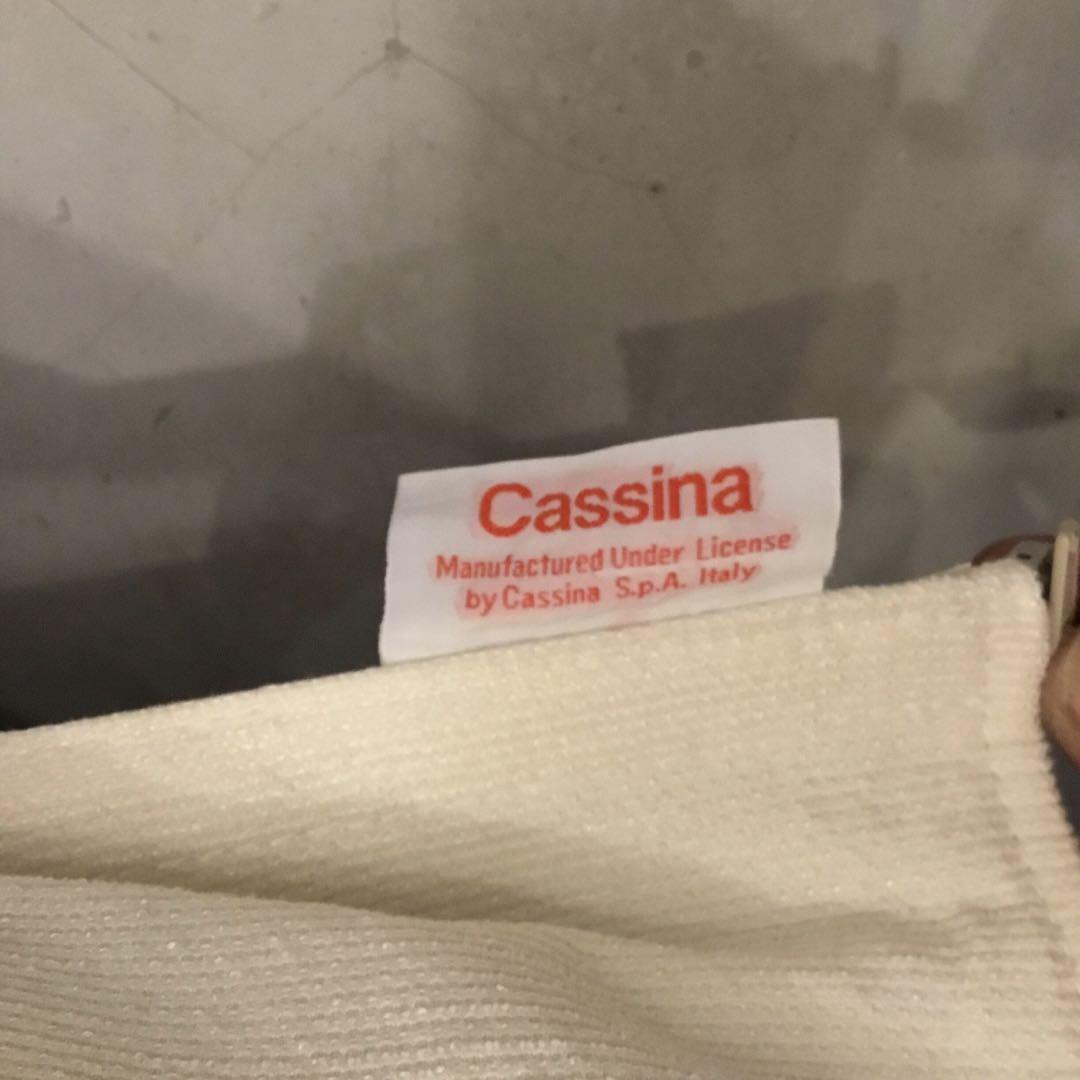 Cassina
Manufactured Under License
by Cassina S.p.A. Italy